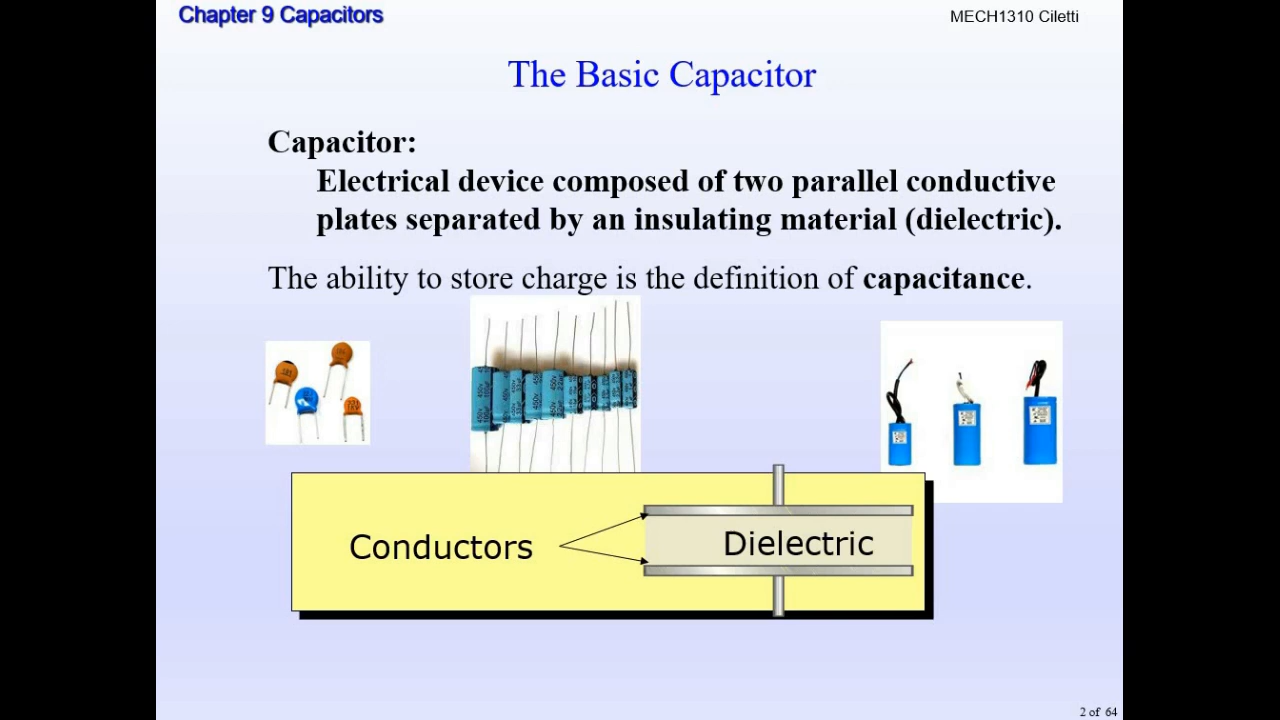 Chapter 9 Capacitors
MECH1310 Ciletti
The Basic Capacitor
Capacitor:
Electrical device composed of two parallel conductive
plates separated by an insulating material (dielectric).
The ability to store charge is the definition of capacitance.
Conductors
Dielectric
2 of 64